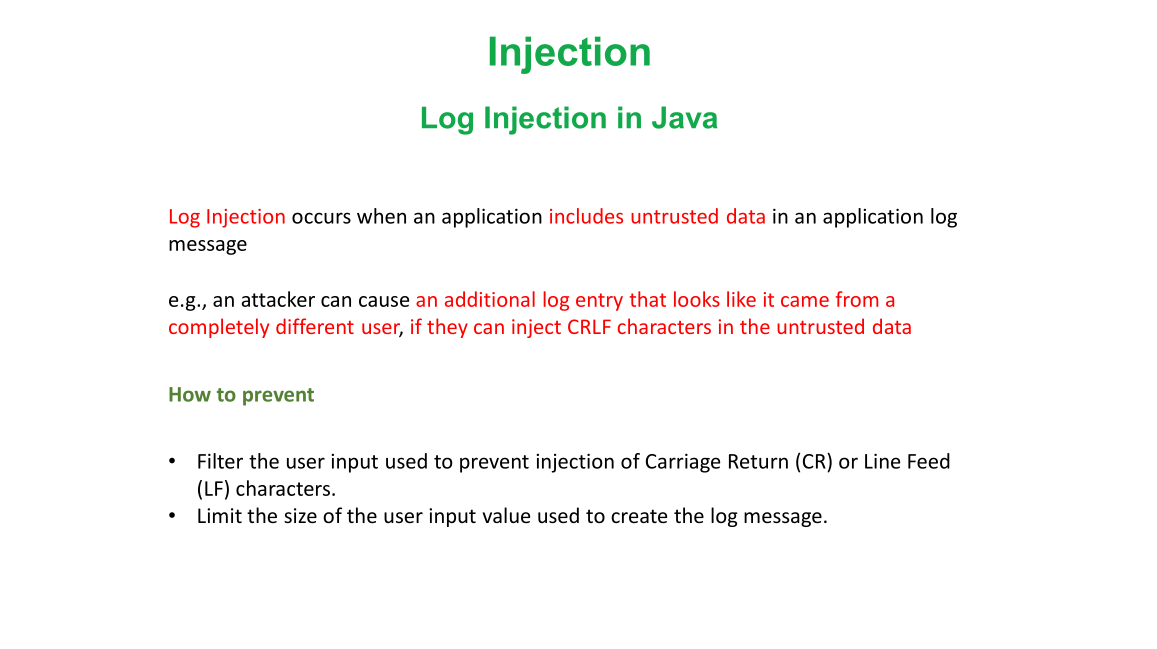 Injection
Log Injection in Java
Log Injection occurs when an application includes untrusted data in an application log
message
e.g., an attacker can cause an additional log entry that looks like it came from a
completely different user, if they can inject CRLF characters in the untrusted data
How to prevent
• Filter the user input used to prevent injection of Carriage Return (CR) or Line Feed
(LF) characters.
• Limit the size of the user input value used to create the log message.